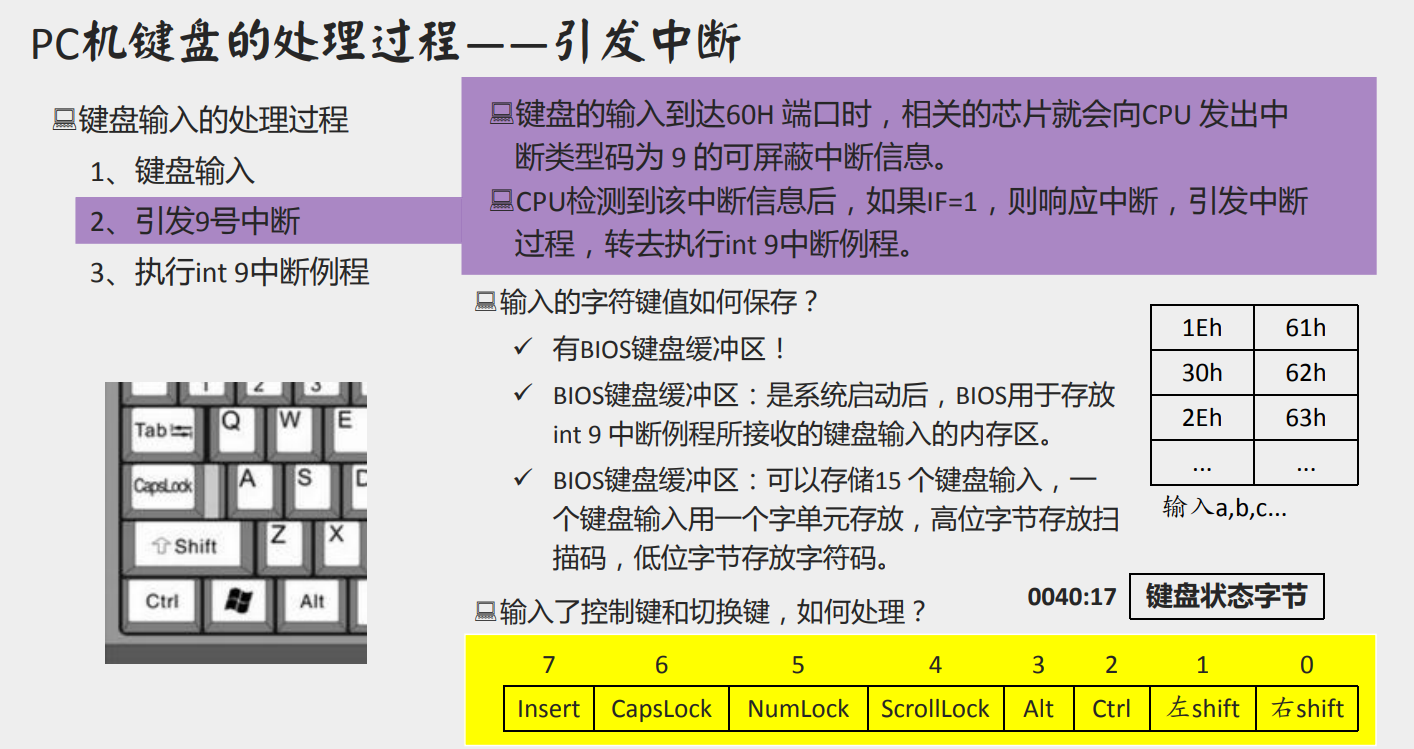 PC机键盘的处理过程——引发中断
键盘输入的处理过程
1、键盘输入
2、引发9号中断
3、执行int 9中断例程
键盘的输入到达60H 端口时，相关的芯片就会向CPU 发出中
断类型码为 9 的可屏蔽中断信息。
CPU检测到该中断信息后，如果IF=1，则响应中断，引发中断
过程，转去执行int 9中断例程。
输入的字符键值如何保存？
✓ 有BIOS键盘缓冲区！
✓ BIOS键盘缓冲区：是系统启动后，BIOS用于存放
int 9 中断例程所接收的键盘输入的内存区。
✓ BIOS键盘缓冲区：可以存储15 个键盘输入，一
个键盘输入用一个字单元存放，高位字节存放扫
描码，低位字节存放字符码。
1Eh 61h
30h 62h
2Eh 63h
... ...
输入a,b,c...
输入了控制键和切换键，如何处理？
0040:17 键盘状态字节
7 6 5 4 3 2 1 0
Insert CapsLock NumLock ScrollLock Alt Ctrl 左shift 右shift
1 2 3
Tab Q W E
CapsLock A S D
Shift Z X
Ctrl Alt